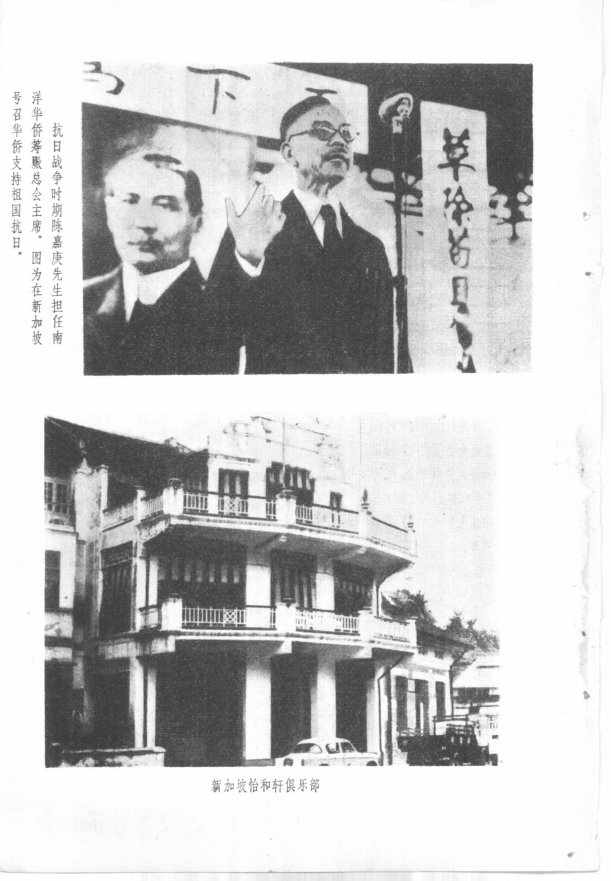 抗日战争时期陈嘉庚先生担任南
洋华侨筹赈总会主席。图为在新加坡
号召华侨支持祖国抗日。
下
新加坡怡和轩俱乐部